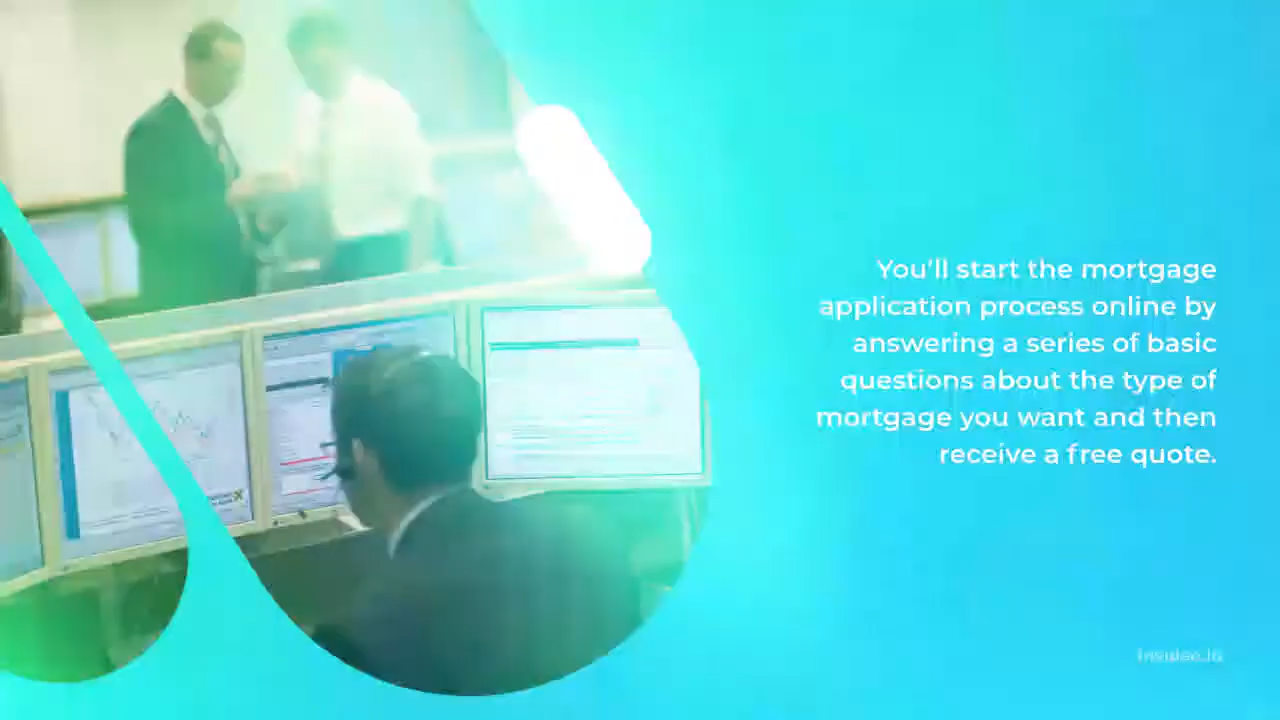 You'll start the mortgage
application process online by
answering a series of basic
questions about the type of
mortgage you want and then
receive a free quote.